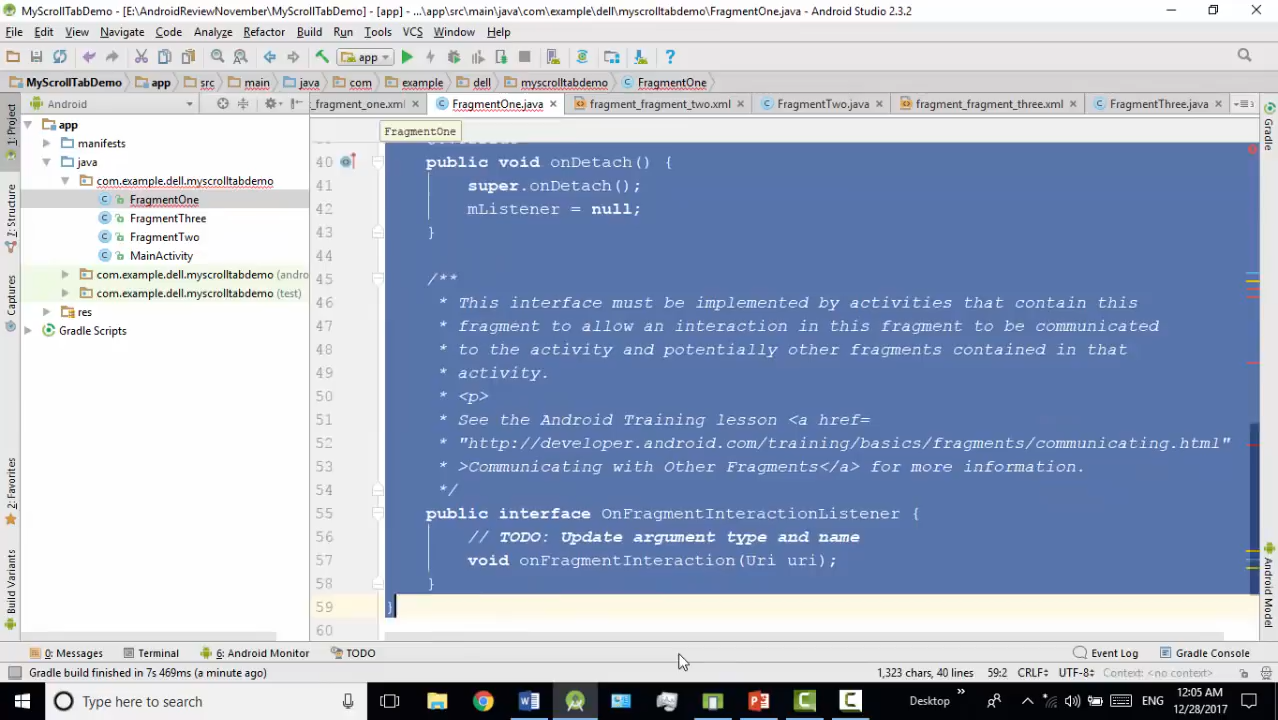 MyScrollTabDemo - [E:\AndroidReviewNovember\MyScrollTabDemo] - [app] - ...\app\src\main\java\com\example\dell\myscrolltabdemo\FragmentOne.java - Android Studio 2.3.2
File Edit View Navigate Code Analyze Refactor Build Run Tools VCS Window Help
app
MyScrollTabDemo app src main java com example dell myscrolltabdemo FragmentOne
Android
_fragment_one.xml FragmentOne.java fragment_fragment_two.xml FragmentTwo.java fragment_fragment_three.xml FragmentThree.java
FragmentOne
1: Project
7: Structure
Captures
2: Favorites
Build Variants
app
manifests
java
com.example.dell.myscrolltabdemo
FragmentOne
FragmentThree
FragmentTwo
MainActivity
com.example.dell.myscrolltabdemo (andro
com.example.dell.myscrolltabdemo (test)
res
Gradle Scripts
40 public void onDetach() {
41 super.onDetach();
42 mListener = null;
43 }
44
45 /**
46 * This interface must be implemented by activities that contain this
47 * fragment to allow an interaction in this fragment to be communicated
48 * to the activity and potentially other fragments contained in that
49 * activity.
50 * <p>
51 * See the Android Training lesson <a href=
52 * "http://developer.android.com/training/basics/fragments/communicating.html"
53 * >Communicating with Other Fragments</a> for more information.
54 */
55 public interface OnFragmentInteractionListener {
56 // TODO: Update argument type and name
57 void onFragmentInteraction(Uri uri);
58 }
59 }
60
Gradle
Android Model
0: Messages Terminal 6: Android Monitor TODO Event Log Gradle Console
Gradle build finished in 7s 469ms (a minute ago) 1,323 chars, 40 lines 59:2 CRLF UTF-8 Context: <no context>
Type here to search Desktop ENG 12:05 AM
12/28/2017